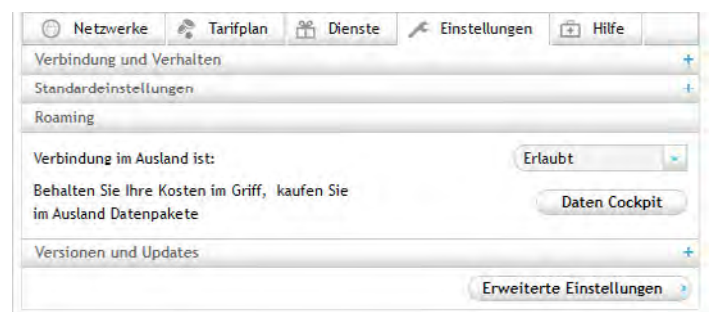 Netzwerke Tarifplan Dienste Einstellungen Hilfe
Verbindung und Verhalten +
Standardeinstellungen +
Roaming
Verbindung im Ausland ist: Erlaubt
Behalten Sie Ihre Kosten im Griff, kaufen Sie
im Ausland Datenpakete
Daten Cockpit
Versionen und Updates +
Erweiterte Einstellungen